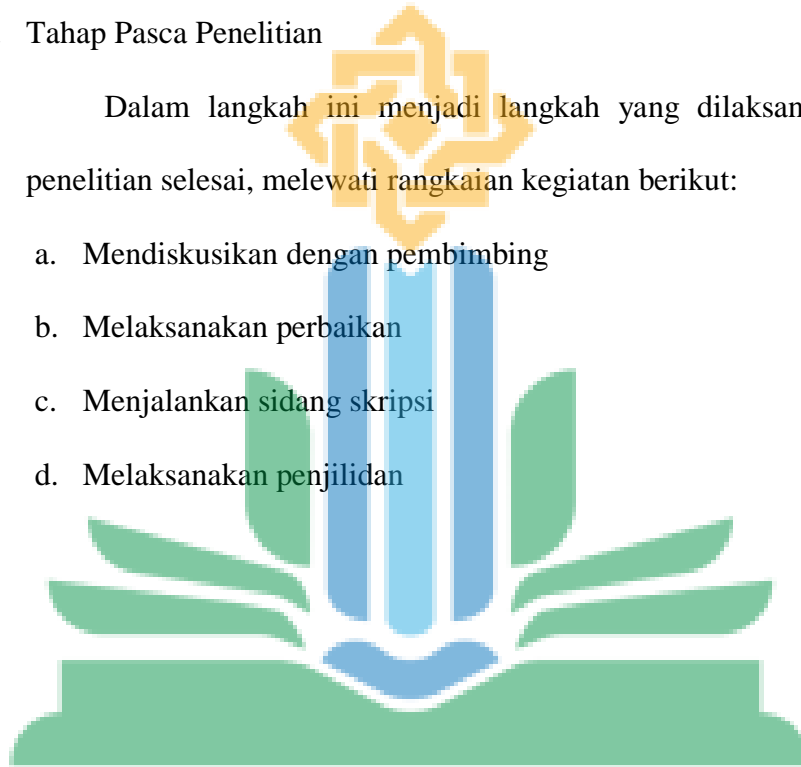 Tahap Pasca Penelitian
Dalam langkah ini menjadi langkah yang dilaksan
penelitian selesai, melewati rangkaian kegiatan berikut:
a. Mendiskusikan dengan pembimbing
b. Melaksanakan perbaikan
c. Menjalankan sidang skripsi
d. Melaksanakan penjilidan